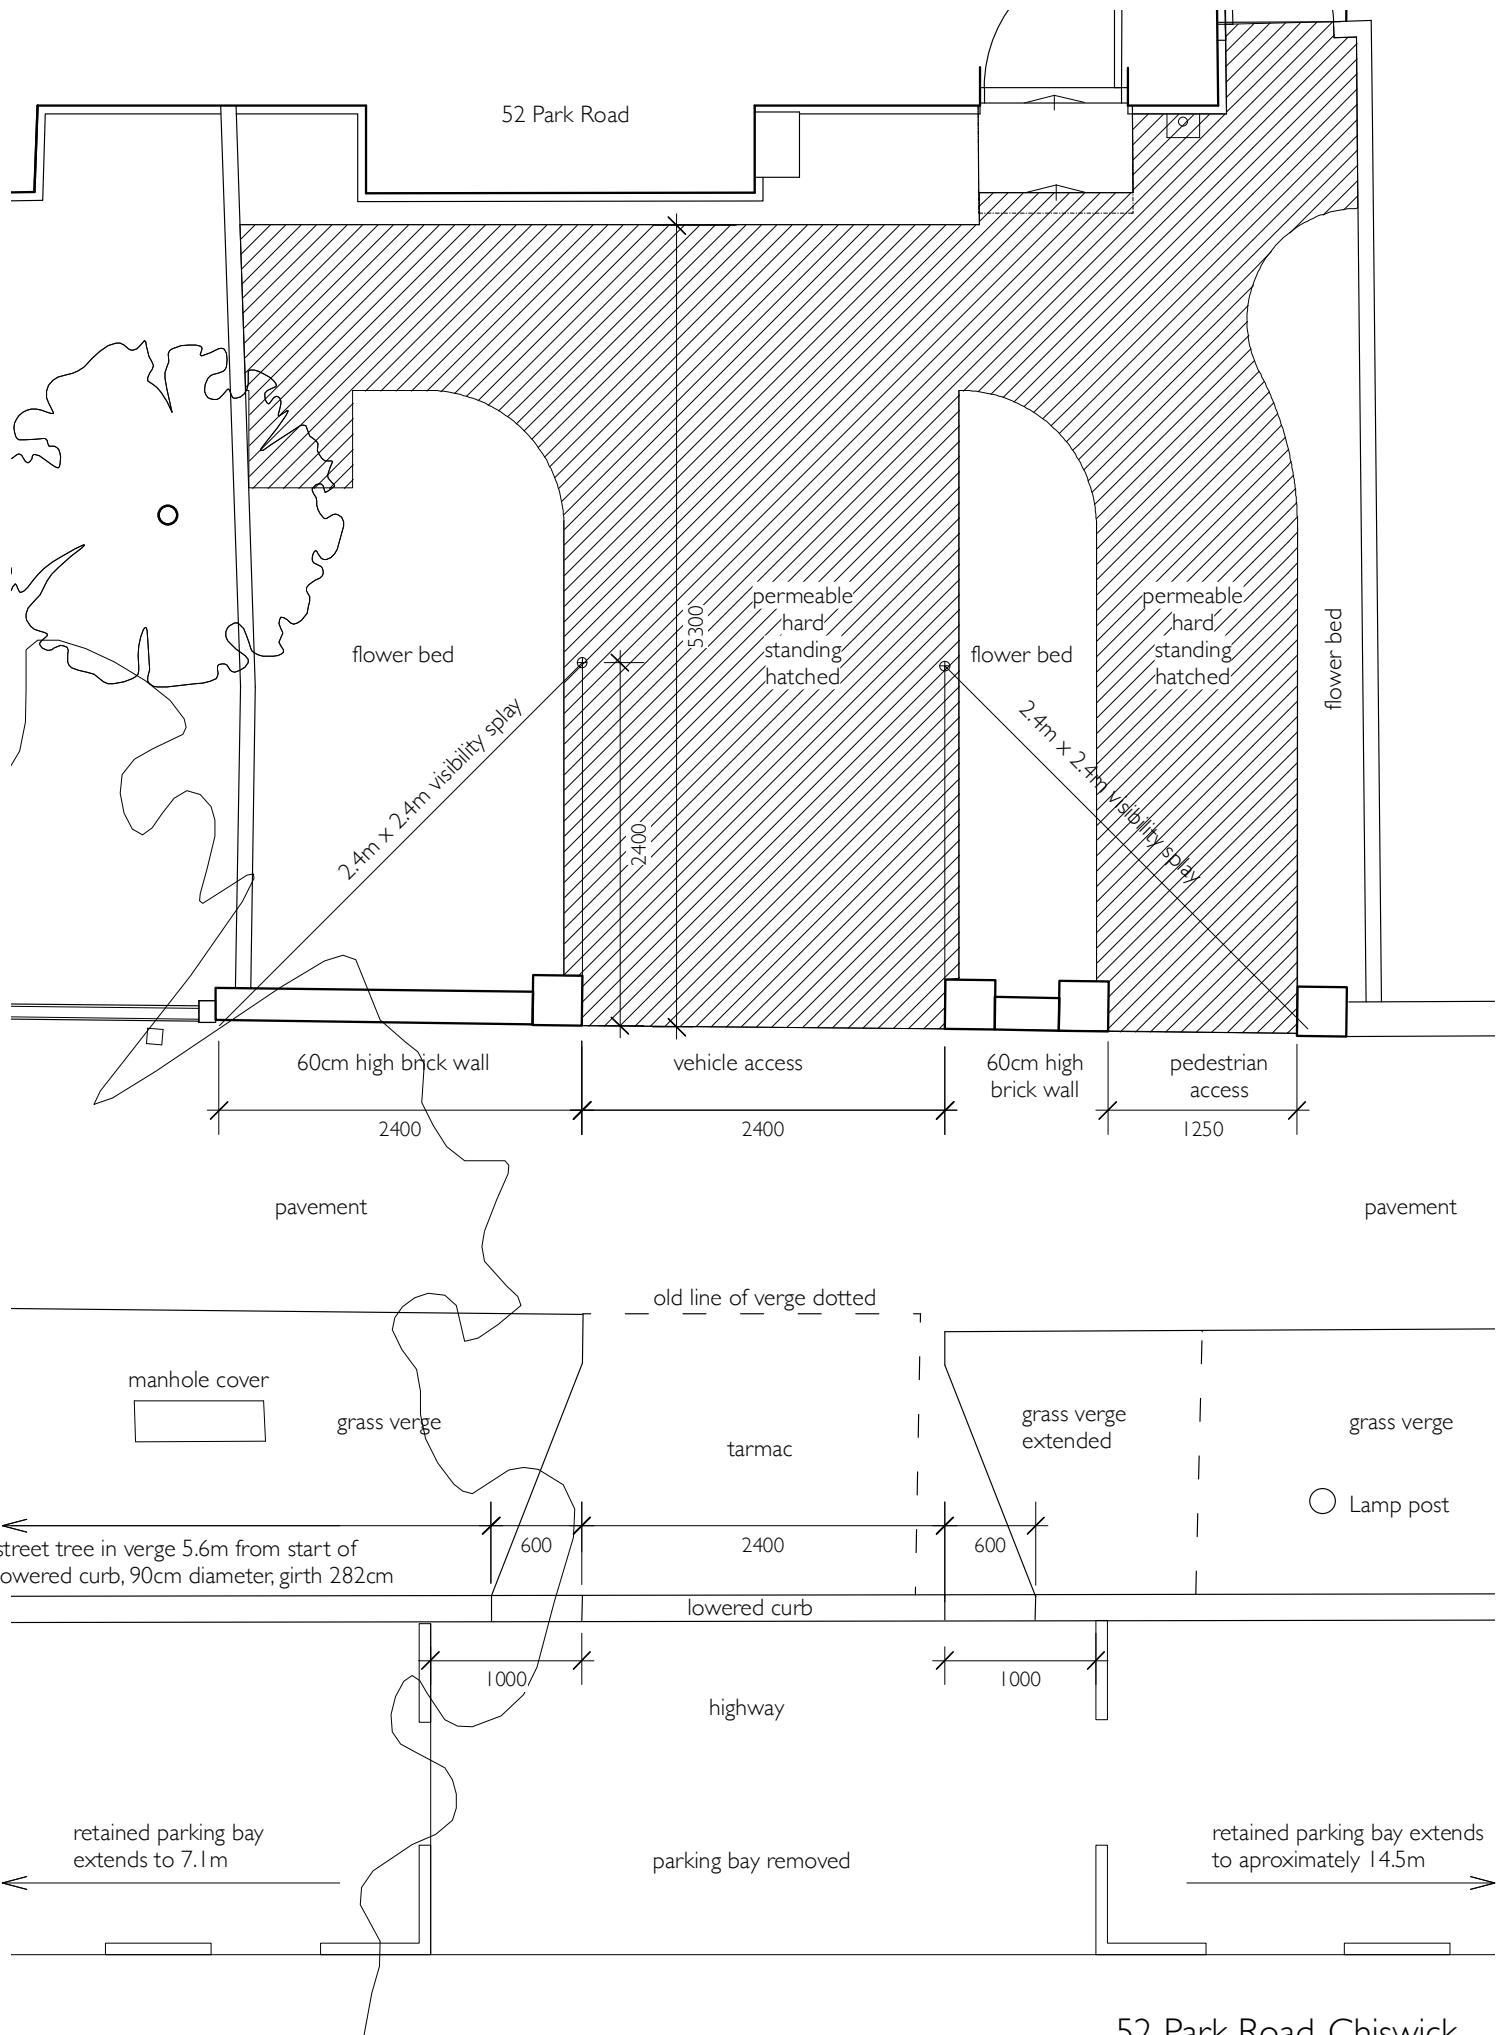 52 Park Road
permeable
hard
standing
hatched
permeable
hard
standing
hatched
flower bed
flower bed
flower bed
5300
2400
2.4m x 2.4m visibility splay
2.4m x 2.4m visibility splay
60cm high brick wall
vehicle access
60cm high
brick wall
pedestrian
access
2400
2400
1250
pavement
pavement
old line of verge dotted
manhole cover
grass verge
tarmac
grass verge
extended
grass verge
Lamp post
600
2400
600
street tree in verge 5.6m from start of
owered curb, 90cm diameter, girth 282cm
lowered curb
1000
1000
highway
retained parking bay
extends to 7.1m
parking bay removed
retained parking bay extends
to aproximately 14.5m
52 Park Road, Chiswick